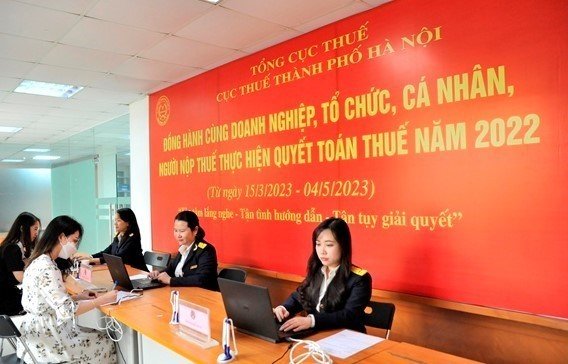 TỔNG CỤC THUẾ
CỤC THUẾ THÀNH PHỐ HÀ NỘI
ĐỒNG HÀNH CÙNG DOANH NGHIỆP, TỔ CHỨC, CÁ NHÂN,
NGƯỜI NỘP THUẾ THỰC HIỆN QUYẾT TOÁN THUẾ NĂM 2022
(Từ ngày 15/3/2023 - 04/5/2023)
lắng nghe - Tận tình hướng dẫn - Tận tụy giải quyết”